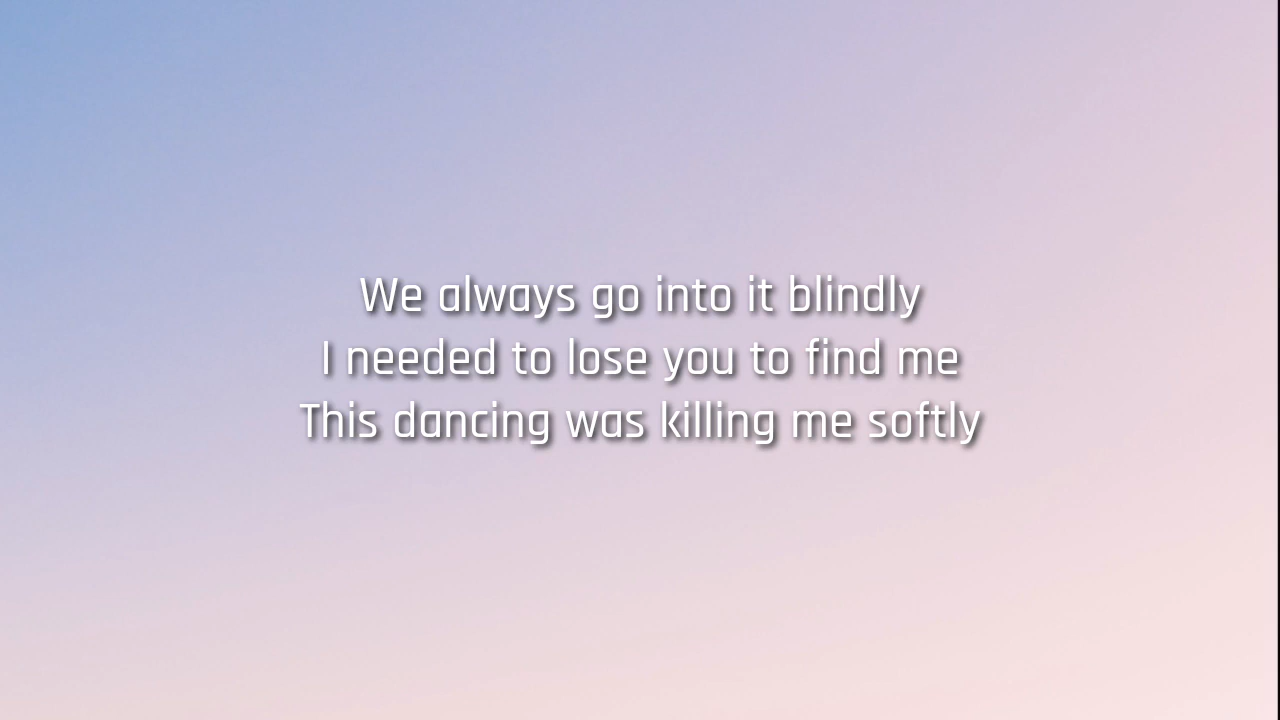 We always go into it blindly
I needed to lose you to find me
This dancing was killing me softly